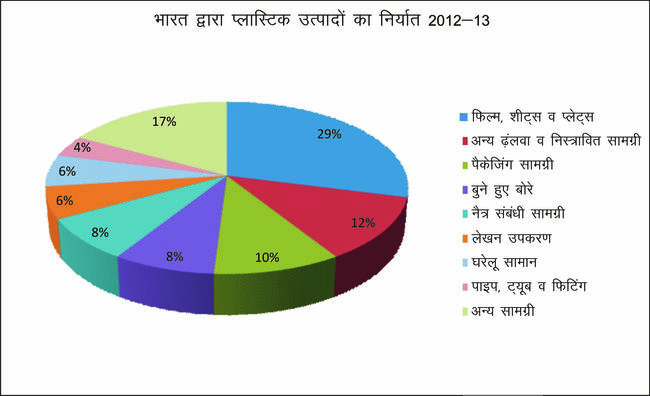 भारत द्वारा प्लास्टिक उत्पादों का निर्यात 2012–13
17%
29%
4%
6%
6%
12%
8%
8%
10%
फिल्म, शीट्स व प्लेट्स
अन्य ढ़ंलवा व निस्त्रावित सामग्री
पैकेजिंग सामग्री
बुने हुए बोरे
नैत्र संबंधी सामग्री
लेखन उपकरण
घरेलू सामान
पाइप, ट्यूब व फिटिंग
अन्य सामग्री